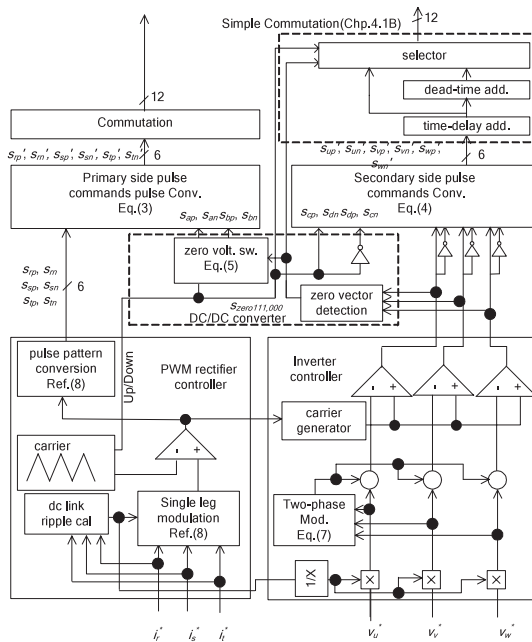 Simple Commutation(Chp.4.1B)
12
selector
dead-time add.
time-delay add.
12
Commutation
s_rp', s_rn', s_sp', s_sn', s_tp', s_tn'
6
s_up', s_un', s_vp', s_vn', s_wp',
s_wn'
6
Primary side pulse
commands pulse Conv.
Eq.(3)
Secondary side pulse
commands Conv.
Eq.(4)
s_ap, s_an s_bp, s_bn
s_cp, s_dn s_dp, s_cn
zero volt. sw.
Eq.(5)
s_rp, s_rn
s_sp, s_sn
s_tp, s_tn
6
s_zero111,000
DC/DC converter
zero vector
detection
Up/Down
pulse pattern
conversion
Ref.(8)
PWM rectifier
controller
Inverter
controller
- +
- +
- +
carrier
generator
carrier
- +
dc link
ripple cal
Single leg
modulation
Ref.(8)
Two-phase
Mod.
Eq.(7)
1/X
×
×
×
i_r* i_s* i_t*
v_u* v_v* v_w*